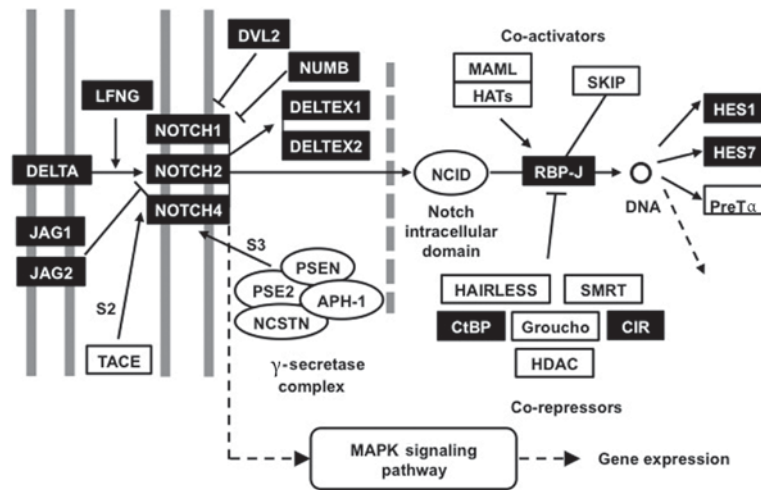 DVL2
Co-activators
NUMB
MAML
SKIP
LFNG
HATs
DELTEX1
HES1
NOTCH1
DELTEX2
HES7
DELTA
NOTCH2
NCID
RBP-J
NOTCH4
DNA
PreTα
JAG1
Notch
intracellular
domain
JAG2
S3
PSEN
S2
PSE2
APH-1
HAIRLESS
SMRT
NCSTN
CtBP
Groucho
CIR
TACE
γ-secretase
complex
HDAC
Co-repressors
MAPK signaling
pathway
Gene expression